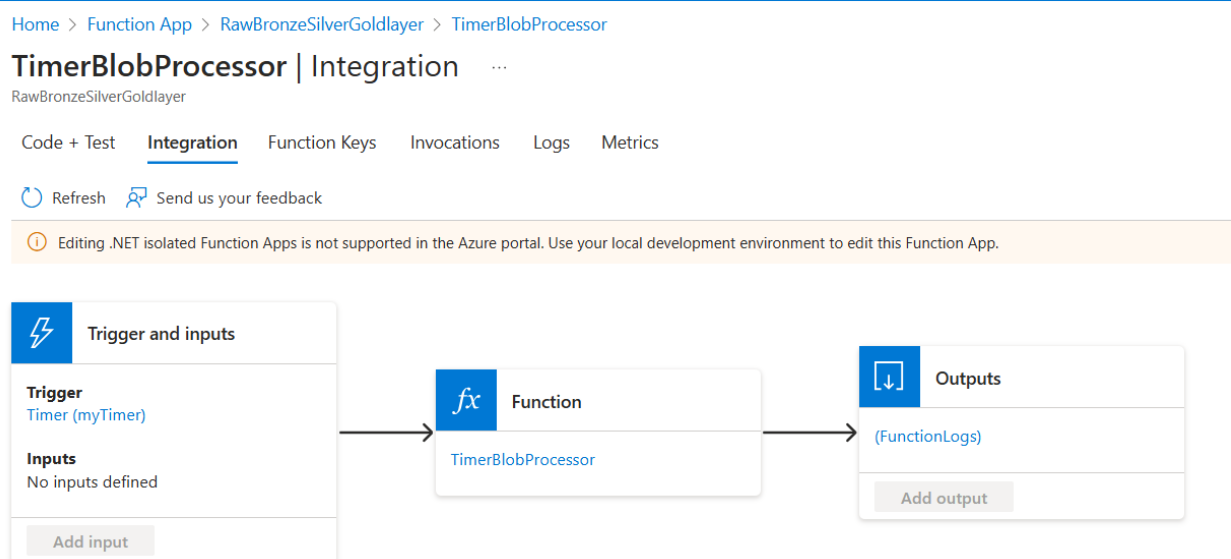 Home > Function App > RawBronzeSilverGoldlayer > TimerBlobProcessor
TimerBlobProcessor | Integration ...
RawBronzeSilverGoldlayer
Code + Test Integration Function Keys Invocations Logs Metrics
Refresh Send us your feedback
Editing .NET isolated Function Apps is not supported in the Azure portal. Use your local development environment to edit this Function App.
Trigger and inputs
Trigger
Timer (myTimer)
Inputs
No inputs defined
Add input
fx Function
TimerBlobProcessor
Outputs
(FunctionLogs)
Add output